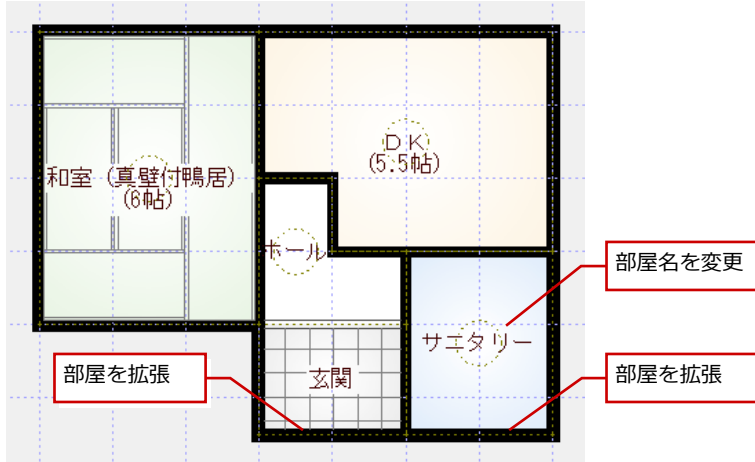 DK
(5.5帖)
和室（真壁付鴨居）
(6帖)
ホール
部屋名を変更
サニタリー
部屋を拡張
玄関
部屋を拡張